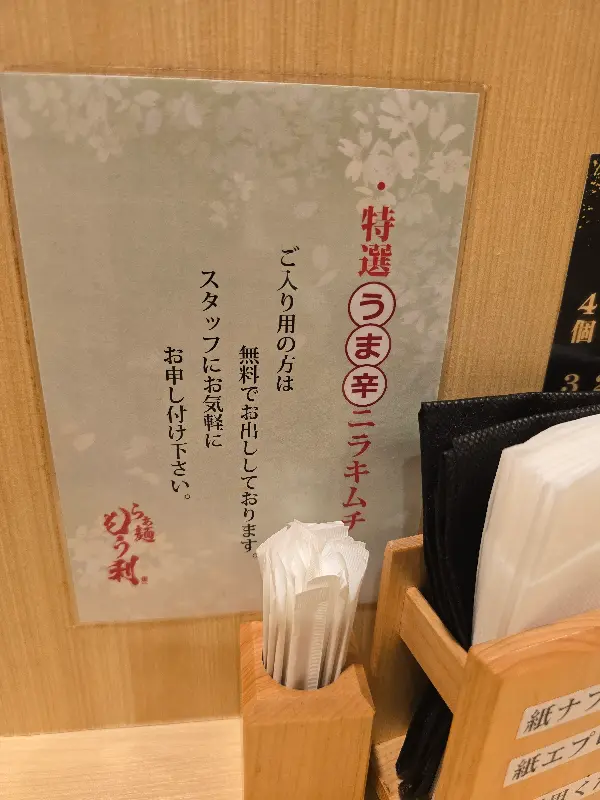 ・特選うま辛ニラキムチ
ご入り用の方は
無料でお出ししております。
スタッフにお気軽に
お申し付け下さい。
らぁ麺
もう利
4個
3
紙ナプ
紙エプ